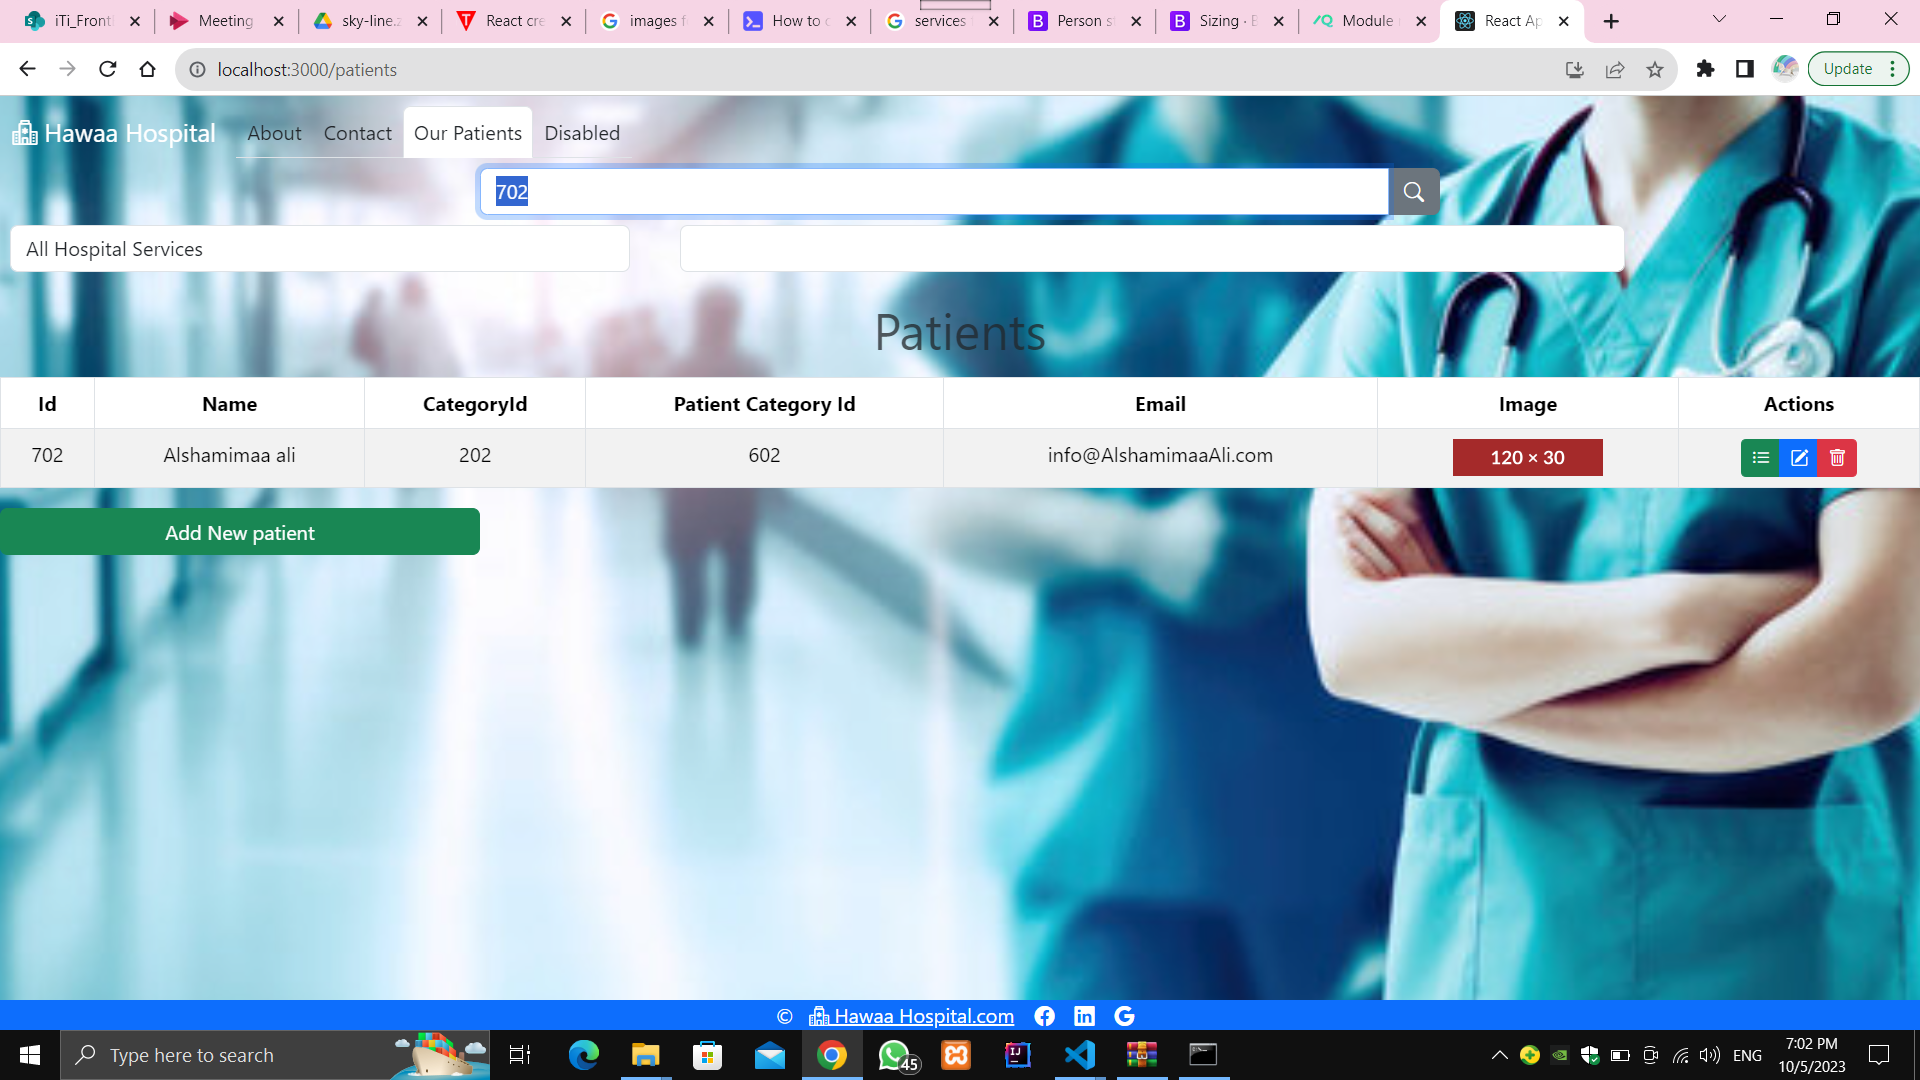 iTi_Front
Meeting
sky-line.z
React cre
images f
How to c
services
Person st
Sizing · B
Module
React Ap
localhost:3000/patients
Update
Hawaa Hospital
About
Contact
Our Patients
Disabled
702
All Hospital Services
Patients
Id Name CategoryId Patient Category Id Email Image Actions
702 Alshamimaa ali 202 602 info@AlshamimaaAli.com 120 × 30
Add New patient
© Hawaa Hospital.com
Type here to search
45
ENG
7:02 PM
10/5/2023